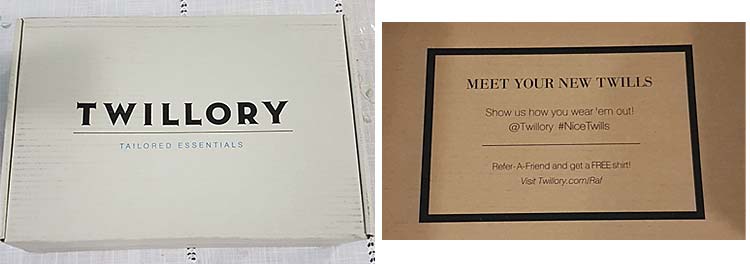 TWILLORY
TAILORED ESSENTIALS
MEET YOUR NEW TWILLS
Show us how you wear 'em out!
@Twillory #NiceTwills
Refer-A-Friend and get a FREE shirt!
Visit Twillory.com/Raf